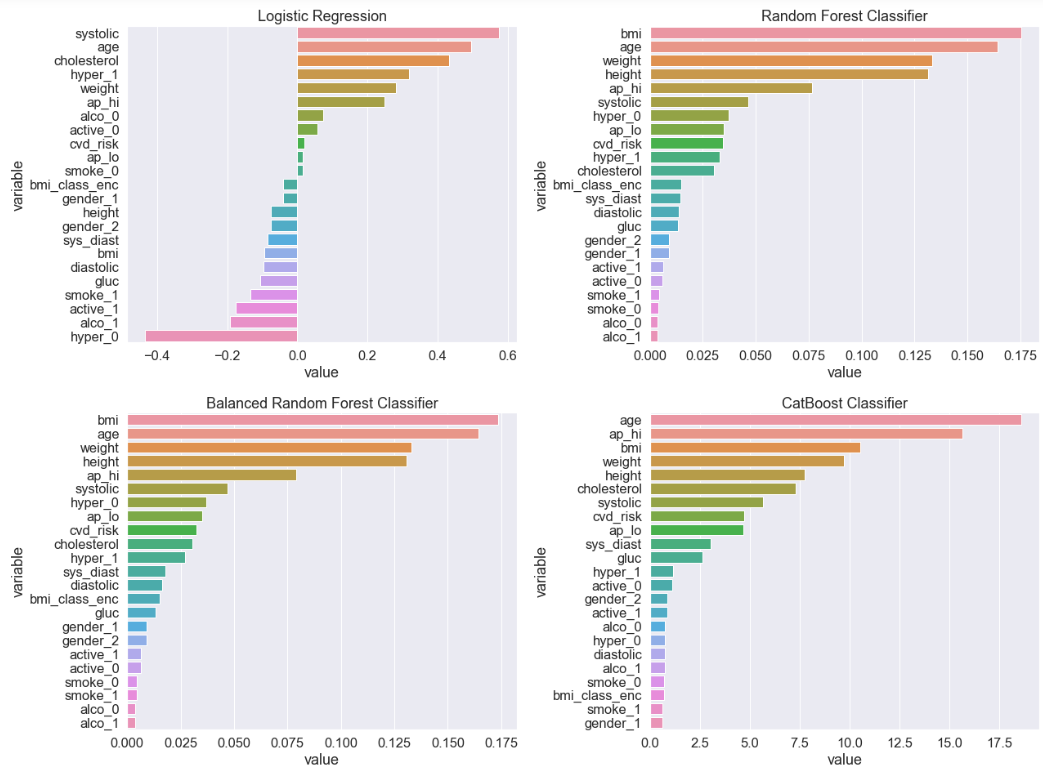 Logistic Regression
variable
systolic
age
cholesterol
hyper_1
weight
ap_hi
alco_0
active_0
cvd_risk
ap_lo
smoke_0
bmi_class_enc
gender_1
height
gender_2
sys_diast
bmi
diastolic
gluc
smoke_1
active_1
alco_1
hyper_0
−0.4 −0.2 0.0 0.2 0.4 0.6
value
Random Forest Classifier
variable
bmi
age
weight
height
ap_hi
systolic
hyper_0
ap_lo
cvd_risk
hyper_1
cholesterol
bmi_class_enc
sys_diast
diastolic
gluc
gender_2
gender_1
active_1
active_0
smoke_1
smoke_0
alco_0
alco_1
0.000 0.025 0.050 0.075 0.100 0.125 0.150 0.175
value
Balanced Random Forest Classifier
variable
bmi
age
weight
height
ap_hi
systolic
hyper_0
ap_lo
cvd_risk
cholesterol
hyper_1
sys_diast
diastolic
bmi_class_enc
gluc
gender_1
gender_2
active_1
active_0
smoke_0
smoke_1
alco_0
alco_1
0.000 0.025 0.050 0.075 0.100 0.125 0.150 0.175
value
CatBoost Classifier
variable
age
ap_hi
bmi
weight
height
cholesterol
systolic
cvd_risk
ap_lo
sys_diast
gluc
hyper_1
active_0
gender_2
active_1
alco_0
hyper_0
diastolic
alco_1
smoke_0
bmi_class_enc
smoke_1
gender_1
0.0 2.5 5.0 7.5 10.0 12.5 15.0 17.5
value